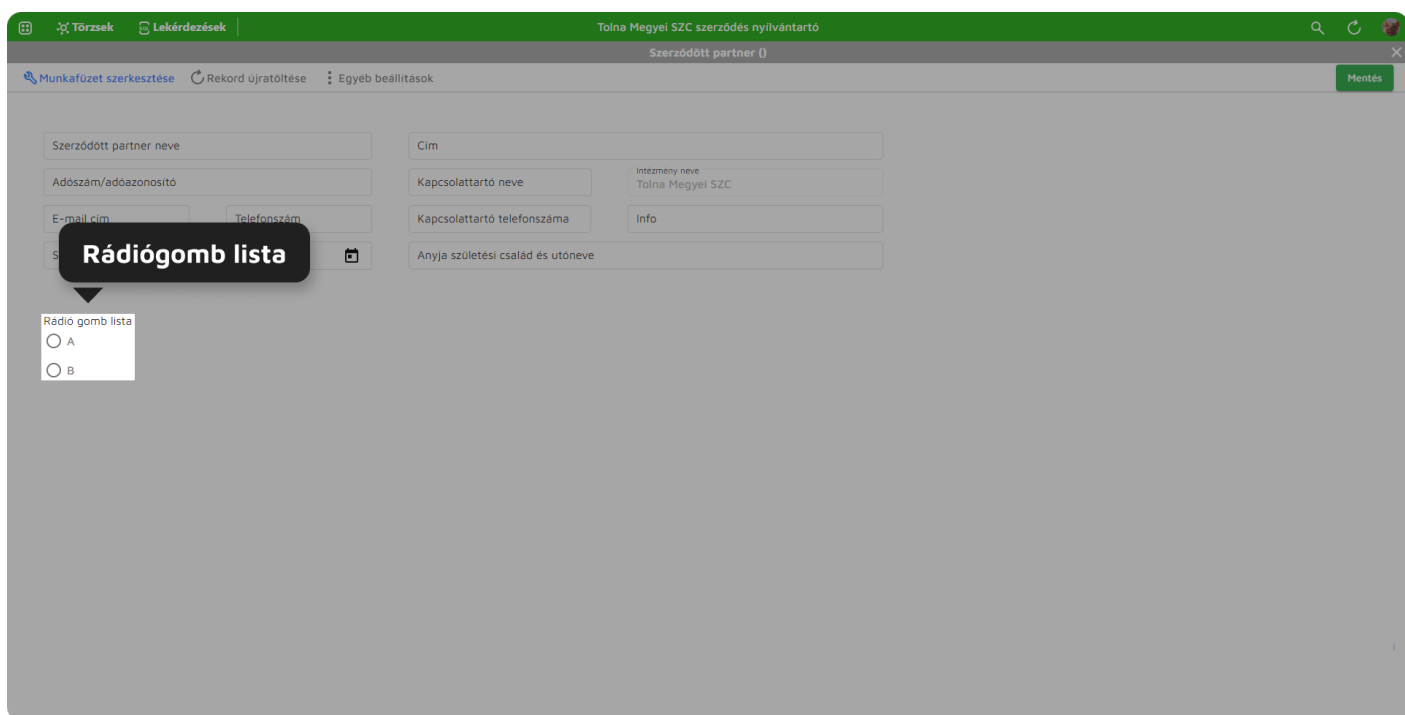 Törzsek Lekérdezések Tolna Megyei SZC szerződés nyilvántartó
Szerződött partner ()
Munkafüzet szerkesztése Rekord újratöltése Egyéb beállítások Mentés
Szerződött partner neve Cím
Adószám/adóazonosító Kapcsolattartó neve Intézmény neve
Tolna Megyei SZC
E-mail cím Telefonszám Kapcsolattartó telefonszáma Info
Rádiógomb lista Anyja születési család és utóneve
Rádió gomb lista
A
B